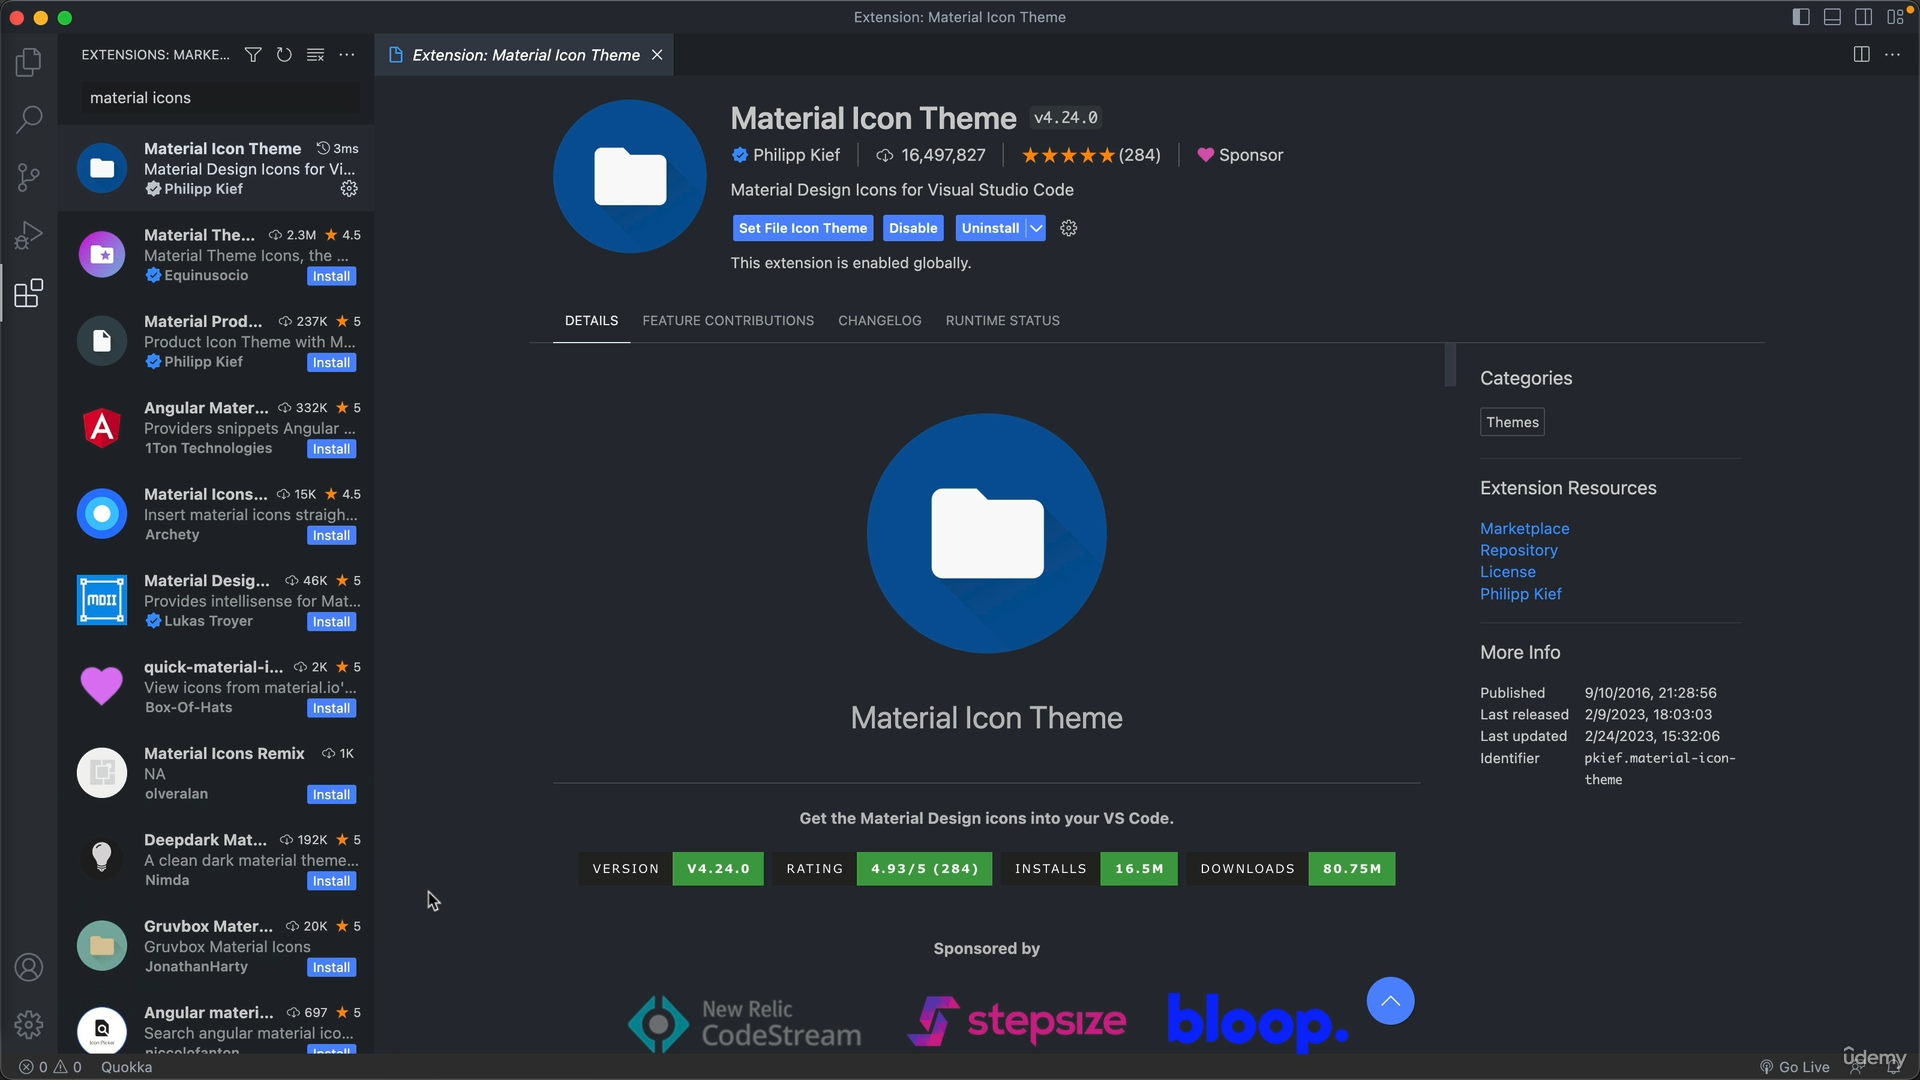 Extension: Material Icon Theme
EXTENSIONS: MARKE...
Extension: Material Icon Theme
material icons
Material Icon Theme 3ms
Material Design Icons for Vi...
Philipp Kief
Material The... 2.3M 4.5
Material Theme Icons, the ...
Equinusocio Install
Material Prod... 237K 5
Product Icon Theme with M...
Philipp Kief Install
Angular Mater... 332K 5
Providers snippets Angular ...
1Ton Technologies Install
Material Icons... 15K 4.5
Insert material icons straigh...
Archety Install
MDII
Material Desig... 46K 5
Provides intellisense for Mat...
Lukas Troyer Install
quick-material-i... 2K 5
View icons from material.io'...
Box-Of-Hats Install
Material Icons Remix 1K
NA
olveralan Install
Deepdark Mat... 192K 5
A clean dark material theme...
Nimda Install
Gruvbox Mater... 20K 5
Gruvbox Material Icons
JonathanHarty Install
Angular materi... 697 5
Search angular material ico...
niccolofanton Install
Icon Picker
Material Icon Theme v4.24.0
Philipp Kief 16,497,827 (284) Sponsor
Material Design Icons for Visual Studio Code
Set File Icon Theme Disable Uninstall
This extension is enabled globally.
DETAILS FEATURE CONTRIBUTIONS CHANGELOG RUNTIME STATUS
Material Icon Theme
Get the Material Design icons into your VS Code.
VERSION V4.24.0 RATING 4.93/5 (284) INSTALLS 16.5M DOWNLOADS 80.75M
Sponsored by
New Relic
CodeStream
stepsize
bloop.
Categories
Themes
Extension Resources
Marketplace
Repository
License
Philipp Kief
More Info
Published 9/10/2016, 21:28:56
Last released 2/9/2023, 18:03:03
Last updated 2/24/2023, 15:32:06
Identifier pkief.material-icon-
theme
0 0 Quokka
Go Live
udemy